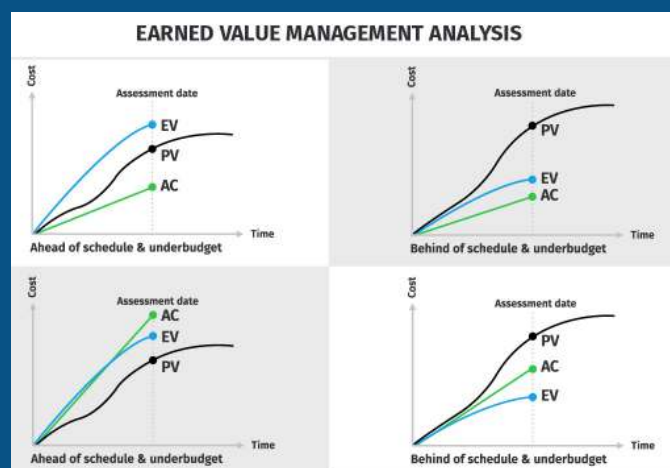 EARNED VALUE MANAGEMENT ANALYSIS
Cost
Assessment date
EV
PV
AC
Time
Ahead of schedule & underbudget
Cost
Assessment date
PV
EV
AC
Time
Behind of schedule & underbudget
Cost
Assessment date
AC
EV
PV
Time
Ahead of schedule & underbudget
Cost
Assessment date
PV
AC
EV
Time
Behind of schedule & underbudget